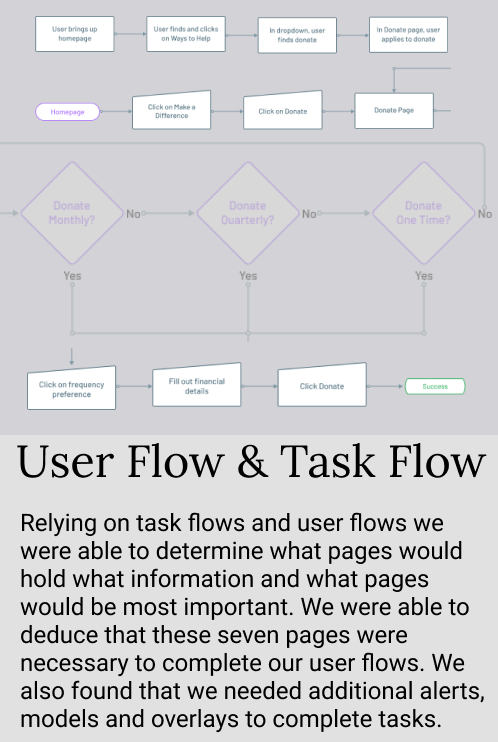 User brings up
homepage
User finds and clicks
on Ways to Help
In dropdown, user
finds donate
In Donate page, user
applies to donate
Homepage
Click on Make a
Difference
Click on Donate
Donate Page
Donate
Monthly?
No
Donate
Quarterly?
No
Donate
One Time?
No
Yes
Yes
Yes
Click on frequency
preference
Fill out financial
details
Click Donate
Success
User Flow & Task Flow
Relying on task flows and user flows we
were able to determine what pages would
hold what information and what pages
would be most important. We were able to
deduce that these seven pages were
necessary to complete our user flows. We
also found that we needed additional alerts,
models and overlays to complete tasks.